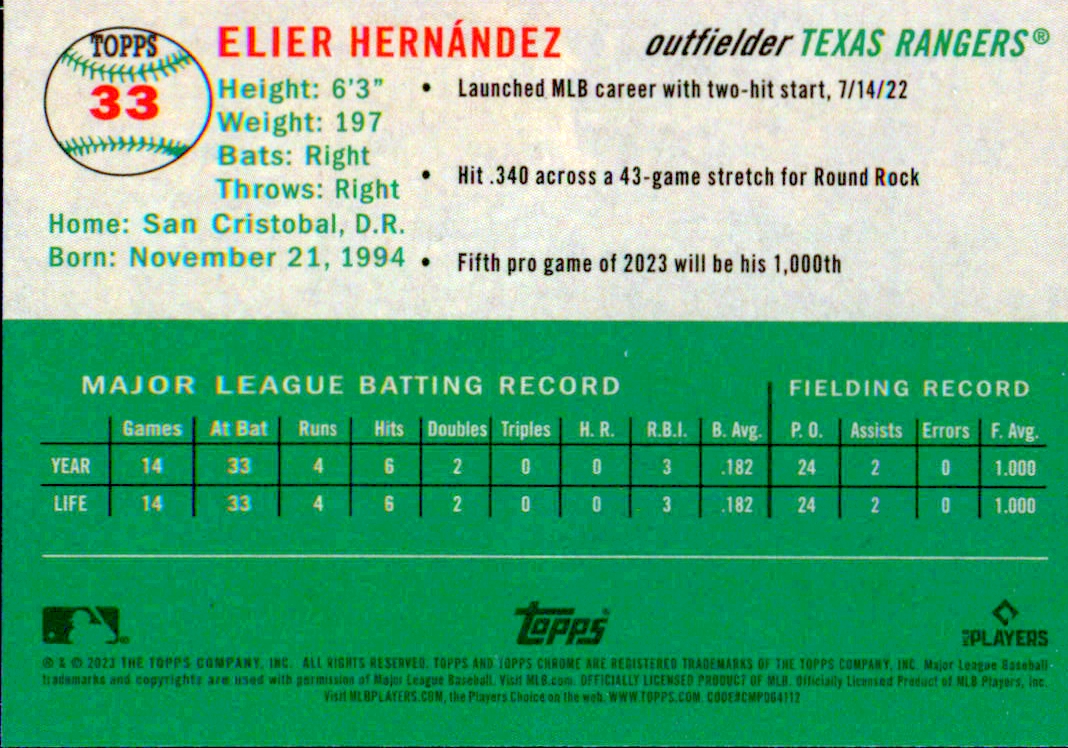 TOPPS
33
ELIER HERNÁNDEZ
outfielder TEXAS RANGERS®
Height: 6'3”
• Launched MLB career with two-hit start, 7/14/22
Weight: 197
Bats: Right
• Hit .340 across a 43-game stretch for Round Rock
Throws: Right
Home: San Cristobal, D.R.
Born: November 21, 1994
• Fifth pro game of 2023 will be his 1,000th
MAJOR LEAGUE BATTING RECORD FIELDING RECORD
Games At Bat Runs Hits Doubles Triples H. R. R.B.I. B. Avg. P. O. Assists Errors F. Avg.
YEAR 14 33 4 6 2 0 0 3 .182 24 2 0 1.000
LIFE 14 33 4 6 2 0 0 3 .182 24 2 0 1.000
Topps®
PLAYERS
® & © 2023 THE TOPPS COMPANY, INC. ALL RIGHTS RESERVED. TOPPS AND TOPPS CHROME ARE REGISTERED TRADEMARKS OF THE TOPPS COMPANY, INC. Major League Baseball
trademarks and copyrights are used with permission of Major League Baseball. Visit MLB.com. OFFICIALLY LICENSED PRODUCT OF MLB. Officially Licensed Product of MLB Players, Inc.
Visit MLBPLAYERS.COM, the Players Choice on the web. WWW.TOPPS.COM. CODE#CMPD64112